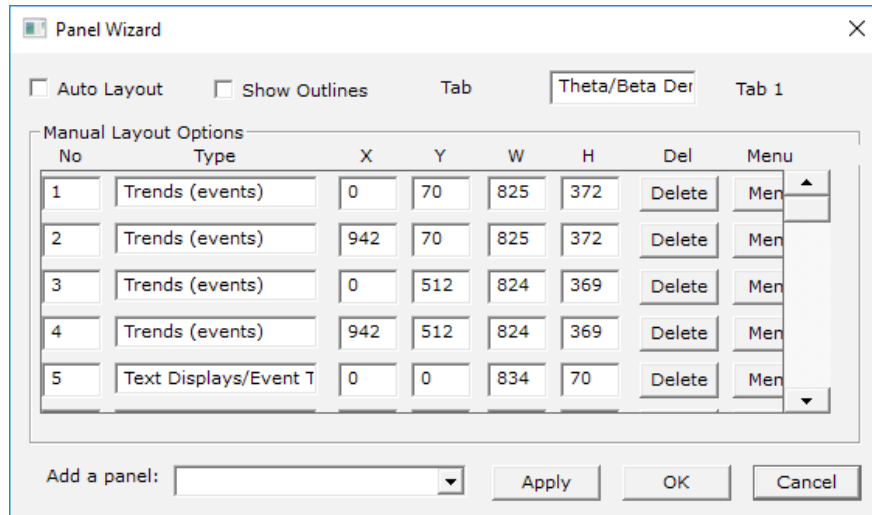 Panel Wizard
Auto Layout Show Outlines Tab Theta/Beta Der Tab 1
Manual Layout Options
No Type X Y W H Del Menu
1 Trends (events) 0 70 825 372 Delete Men
2 Trends (events) 942 70 825 372 Delete Men
3 Trends (events) 0 512 824 369 Delete Men
4 Trends (events) 942 512 824 369 Delete Men
5 Text Displays/Event T 0 0 834 70 Delete Men
Add a panel: Apply OK Cancel